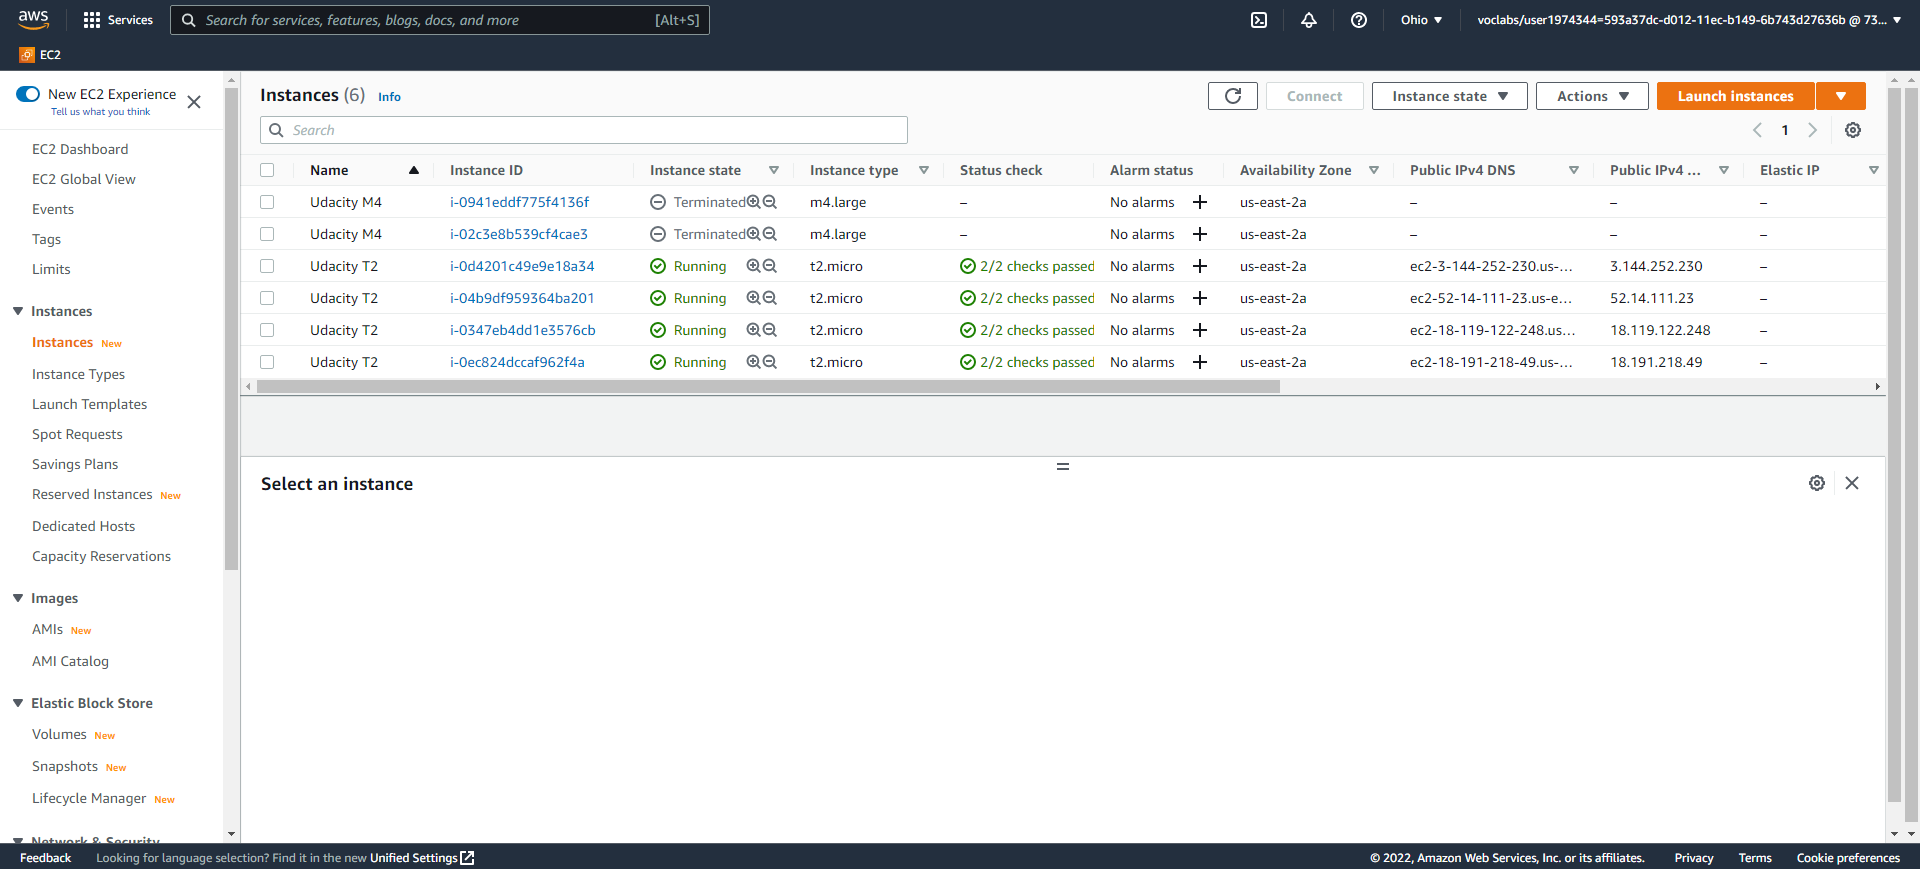 aws Services Search for services, features, blogs, docs, and more [Alt+S] Ohio ▼ voclabs/user1974344=593a37dc-d012-11ec-b149-6b743d27636b @ 73... ▼
EC2
New EC2 Experience
Tell us what you think
EC2 Dashboard
EC2 Global View
Events
Tags
Limits
Instances
Instances New
Instance Types
Launch Templates
Spot Requests
Savings Plans
Reserved Instances New
Dedicated Hosts
Capacity Reservations
Images
AMIs New
AMI Catalog
Elastic Block Store
Volumes New
Snapshots New
Lifecycle Manager New
Network & Security
Instances (6) Info Connect Instance state Actions Launch instances
Search 1
Name Instance ID Instance state Instance type Status check Alarm status Availability Zone Public IPv4 DNS Public IPv4 ... Elastic IP
Udacity M4 i-0941eddf775f4136f Terminated m4.large – No alarms + us-east-2a – – –
Udacity M4 i-02c3e8b539cf4cae3 Terminated m4.large – No alarms + us-east-2a – – –
Udacity T2 i-0d4201c49e9e18a34 Running t2.micro 2/2 checks passed No alarms + us-east-2a ec2-3-144-252-230.us-... 3.144.252.230 –
Udacity T2 i-04b9df959364ba201 Running t2.micro 2/2 checks passed No alarms + us-east-2a ec2-52-14-111-23.us-e... 52.14.111.23 –
Udacity T2 i-0347eb4dd1e3576cb Running t2.micro 2/2 checks passed No alarms + us-east-2a ec2-18-119-122-248.us... 18.119.122.248 –
Udacity T2 i-0ec824dccaf962f4a Running t2.micro 2/2 checks passed No alarms + us-east-2a ec2-18-191-218-49.us-... 18.191.218.49 –
Select an instance
Feedback Looking for language selection? Find it in the new Unified Settings © 2022, Amazon Web Services, Inc. or its affiliates. Privacy Terms Cookie preferences